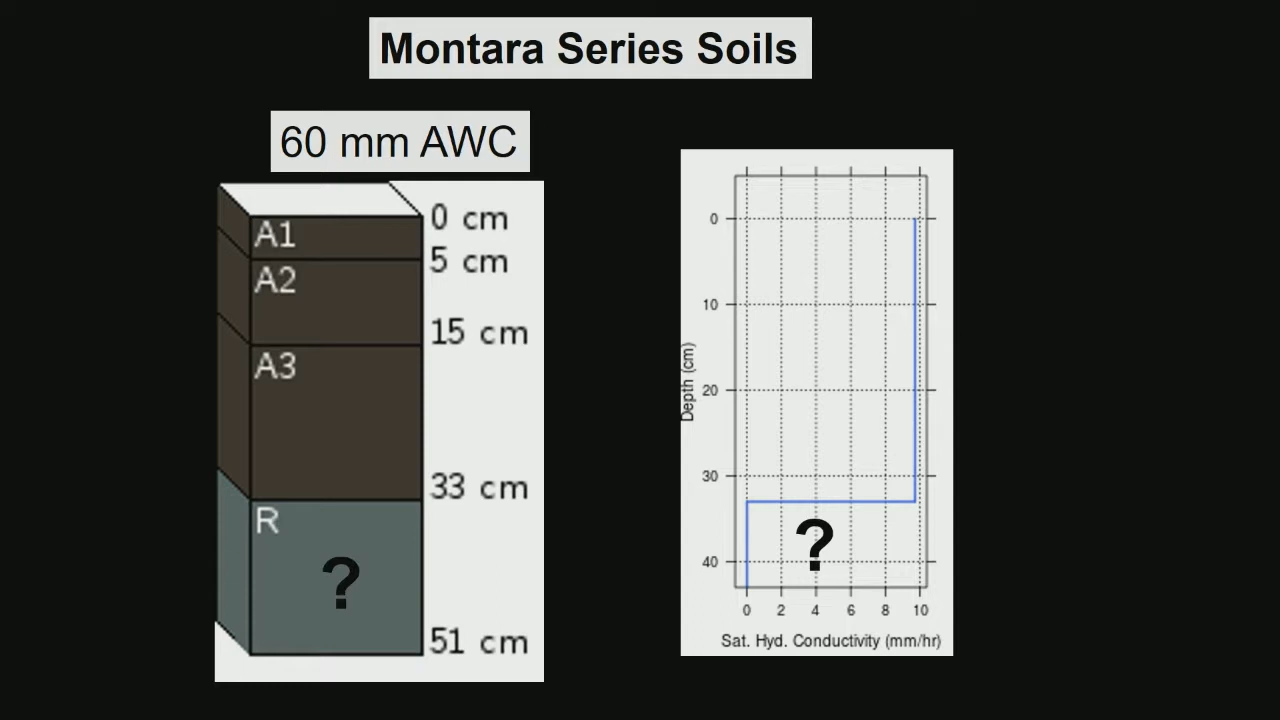 Montara Series Soils
60 mm AWC
A1
0 cm
5 cm
A2
15 cm
A3
33 cm
R
?
51 cm
Depth (cm)
0
10
20
30
40
?
0 2 4 6 8 10
Sat. Hyd. Conductivity (mm/hr)